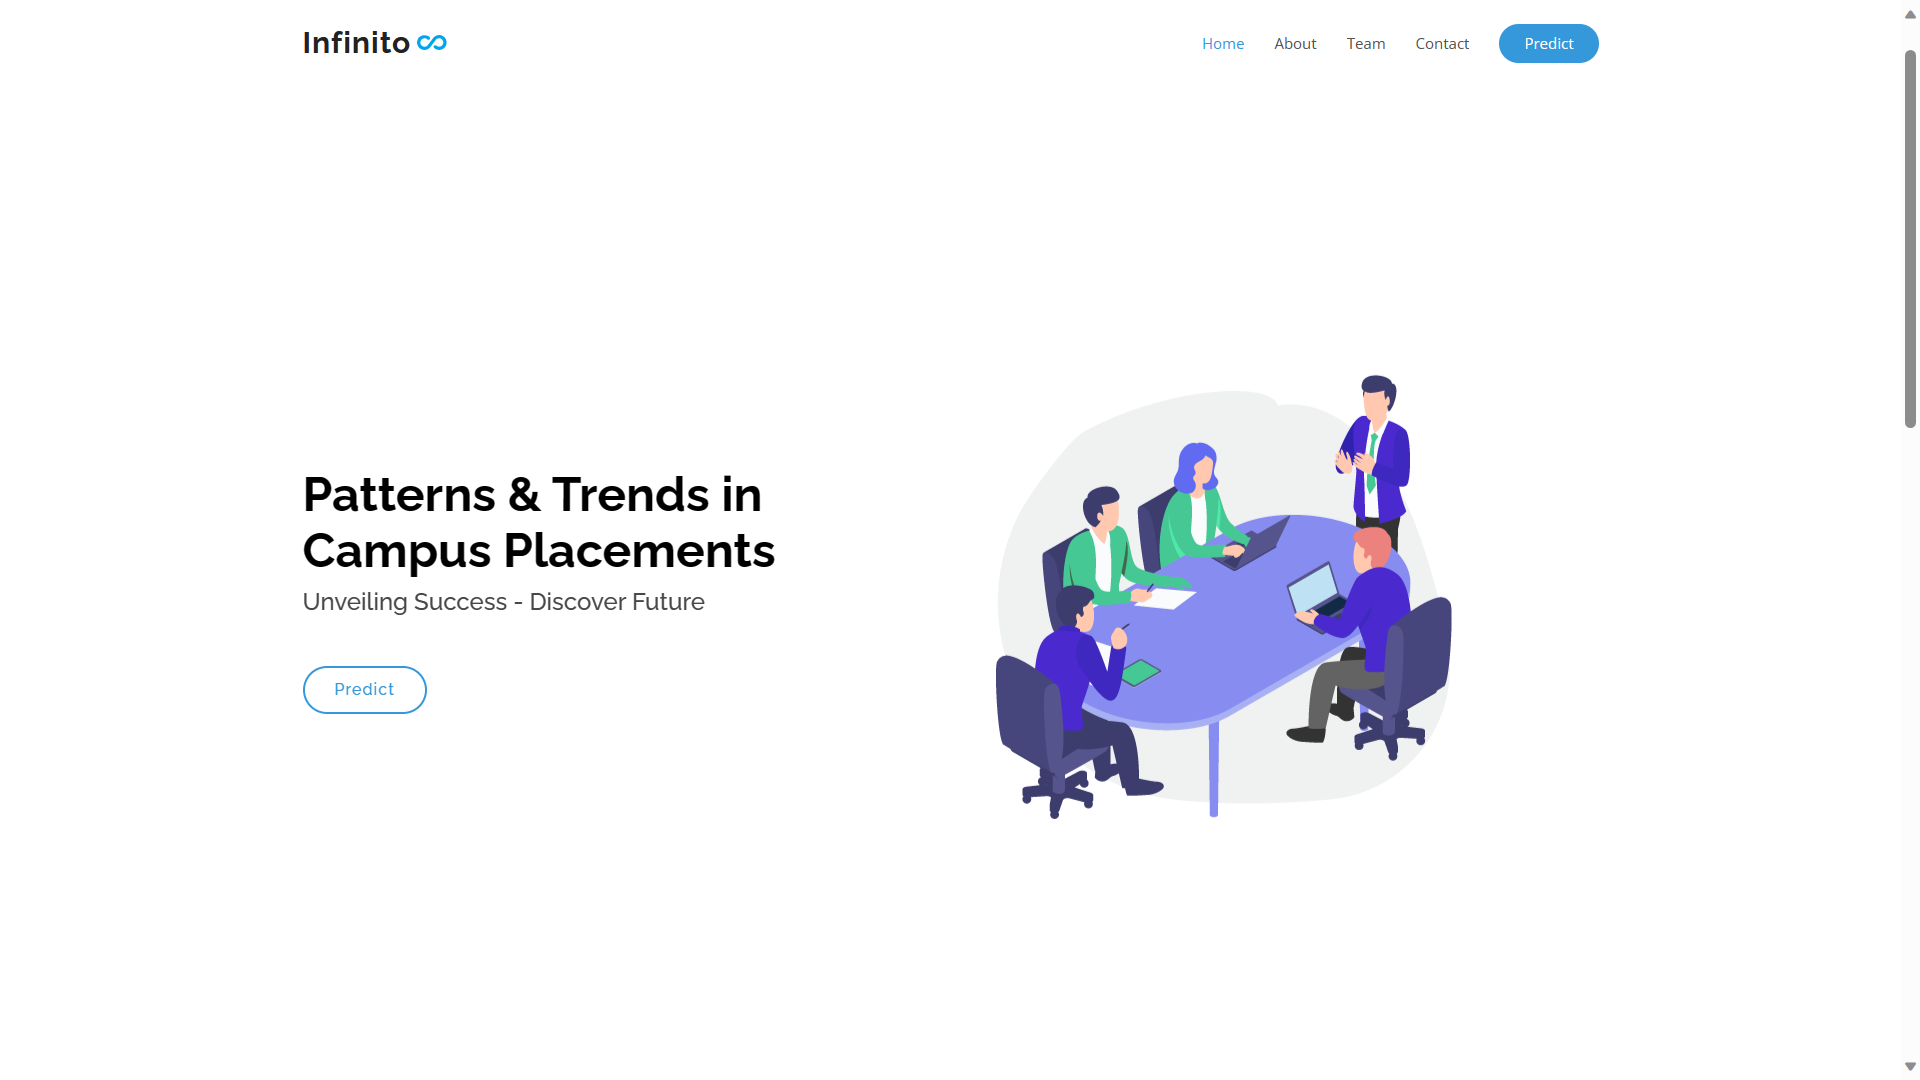 Infinito
Home
About
Team
Contact
Predict
Patterns & Trends in
Campus Placements
Unveiling Success - Discover Future
Predict